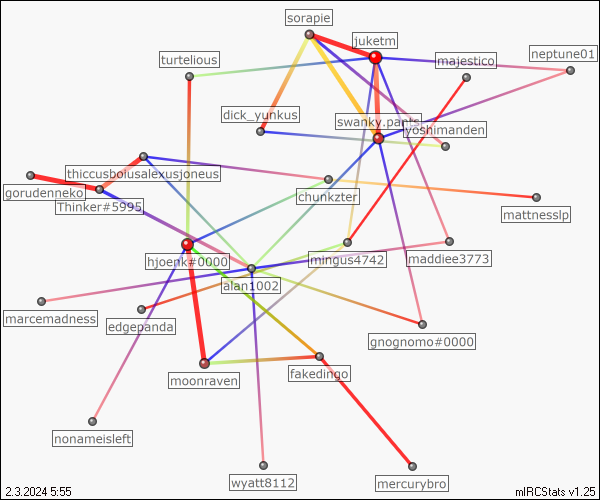 sorapie
juketm
turtelious
majestico
neptune01
dick_yunkus
swanky.pants
yoshimanden
thiccusboiusalexusjoneus
gorudenneko
Thinker#5995
chunkzter
mattnesslp
hjoenk#0000
mingus4742
maddiee3773
alan1002
marcemadness
edgepanda
gnognomo#0000
moonraven
fakedingo
nonameisleft
wyatt8112
mercurybro
2.3.2024 5:55
mIRCStats v1.25